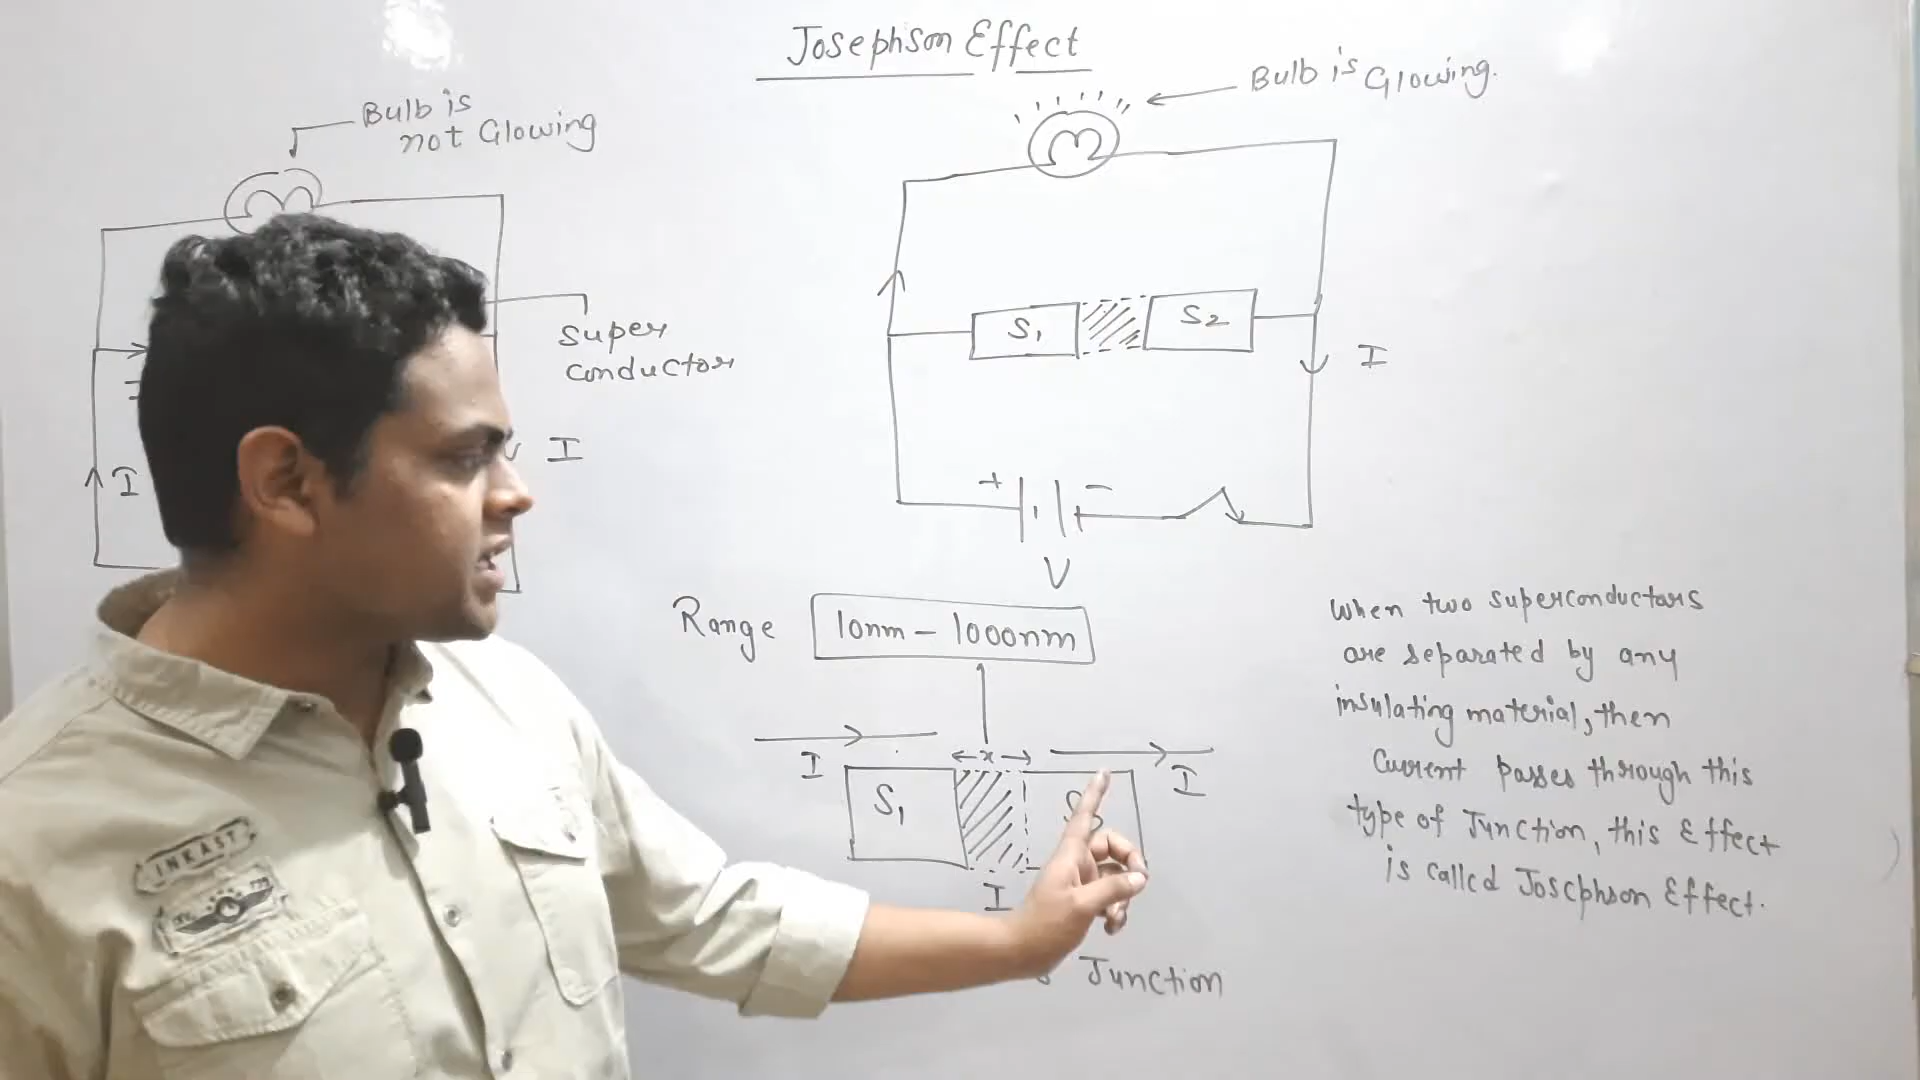 Josephson Effect
Bulb is
not Glowing
Bulb is Glowing.
Super
conductor
I
I
S1
S2
I
+
-
V
Range
10nm - 1000nm
I
x
I
S1
S
I
Junction
When two superconductors
are separated by any
insulating material, then
Current passes through this
type of Junction, this Effect
is called Josephson Effect.
INKAST